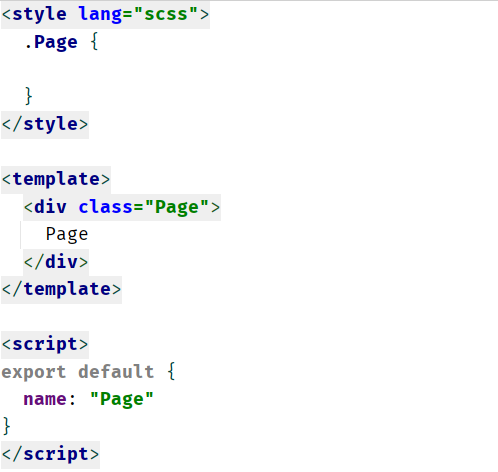 <style lang="scss">
  .Page {

  }
</style>

<template>
  <div class="Page">
    Page
  </div>
</template>

<script>
export default {
  name: "Page"
}
</script>